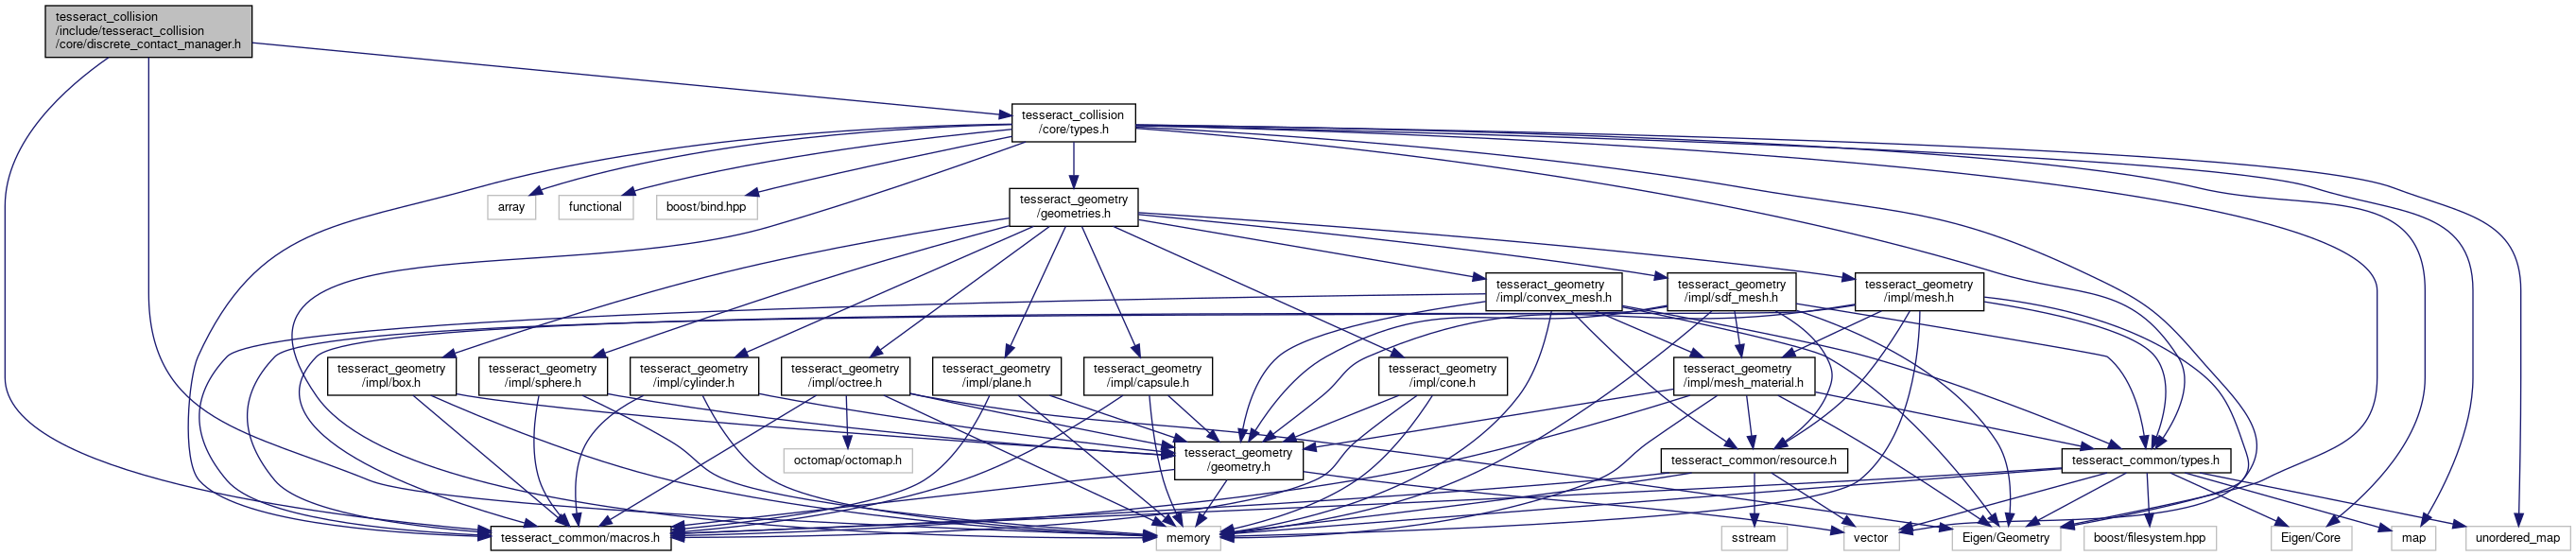 tesseract_collision
/include/tesseract_collision
/core/discrete_contact_manager.h
tesseract_collision
/core/types.h
array
functional
boost/bind.hpp
tesseract_geometry
/geometries.h
tesseract_geometry
/impl/convex_mesh.h
tesseract_geometry
/impl/sdf_mesh.h
tesseract_geometry
/impl/mesh.h
tesseract_geometry
/impl/box.h
tesseract_geometry
/impl/sphere.h
tesseract_geometry
/impl/cylinder.h
tesseract_geometry
/impl/octree.h
tesseract_geometry
/impl/plane.h
tesseract_geometry
/impl/capsule.h
tesseract_geometry
/impl/cone.h
tesseract_geometry
/impl/mesh_material.h
octomap/octomap.h
tesseract_geometry
/geometry.h
tesseract_common/resource.h
tesseract_common/types.h
tesseract_common/macros.h
memory
sstream
vector
Eigen/Geometry
boost/filesystem.hpp
Eigen/Core
map
unordered_map